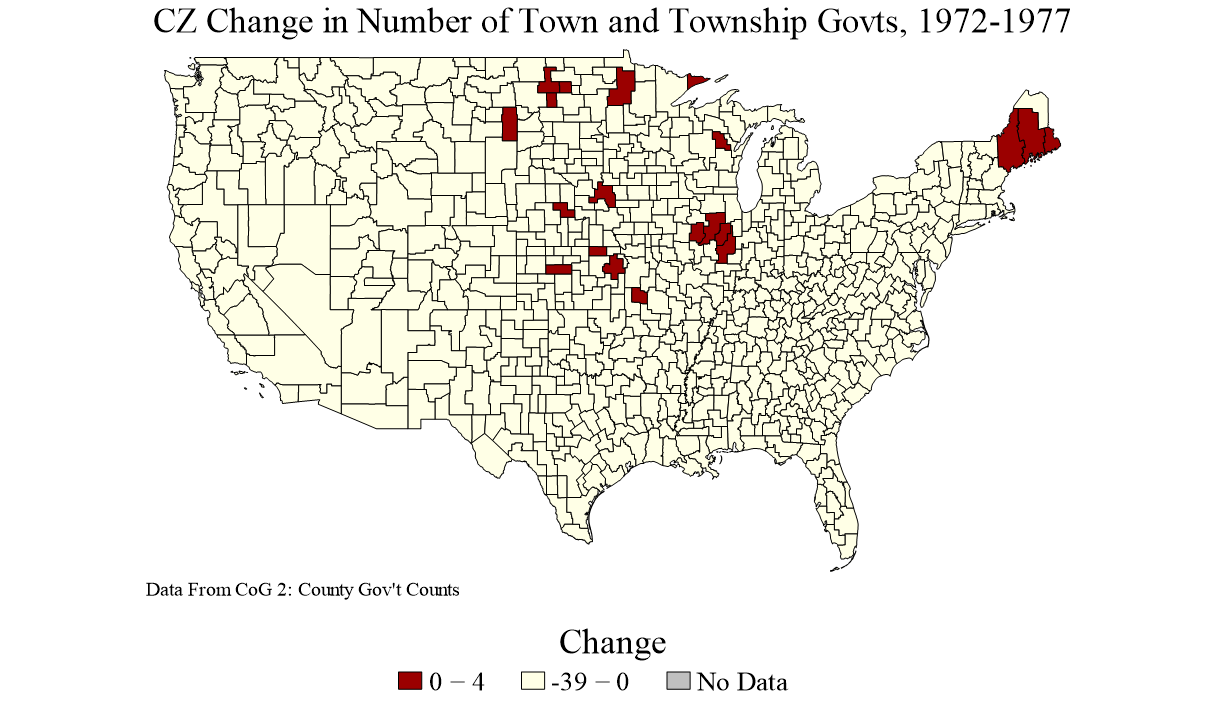 CZ Change in Number of Town and Township Govts, 1972-1977
Data From CoG 2: County Gov't Counts
Change
0 − 4
-39 − 0
No Data